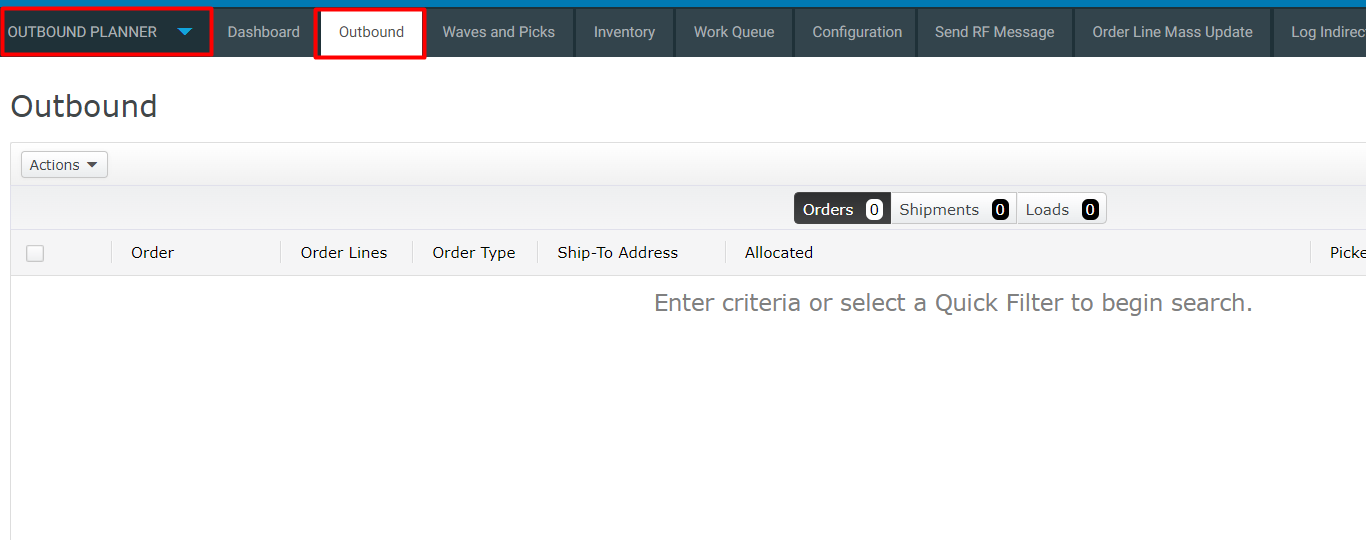 OUTBOUND PLANNER Dashboard Outbound Waves and Picks Inventory Work Queue Configuration Send RF Message Order Line Mass Update Log Indirec
Outbound
Actions
Orders 0 Shipments 0 Loads 0
Order Order Lines Order Type Ship-To Address Allocated Picke
Enter criteria or select a Quick Filter to begin search.